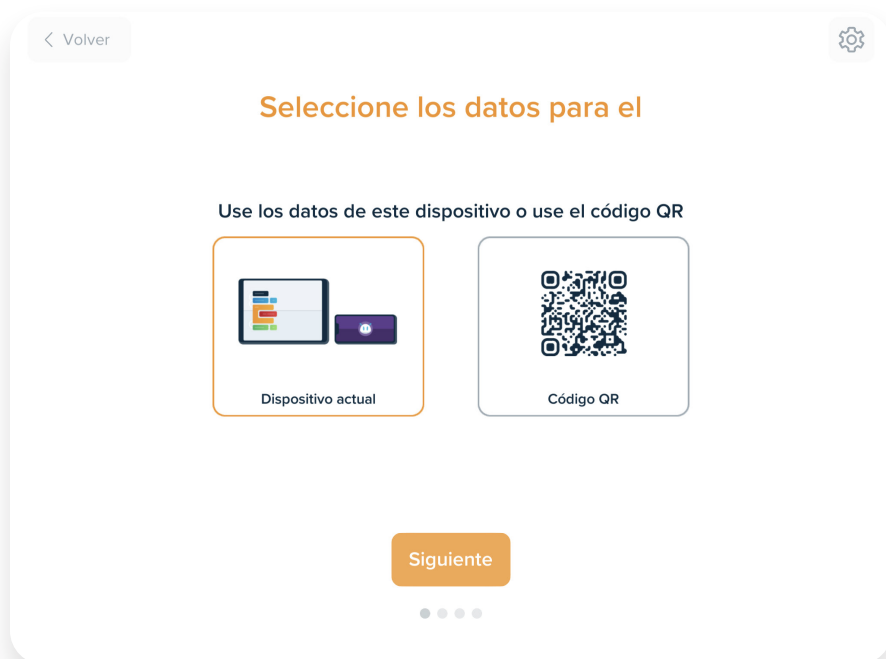 Volver
Seleccione los datos para el
Use los datos de este dispositivo o use el código QR
Dispositivo actual
Código QR
Siguiente